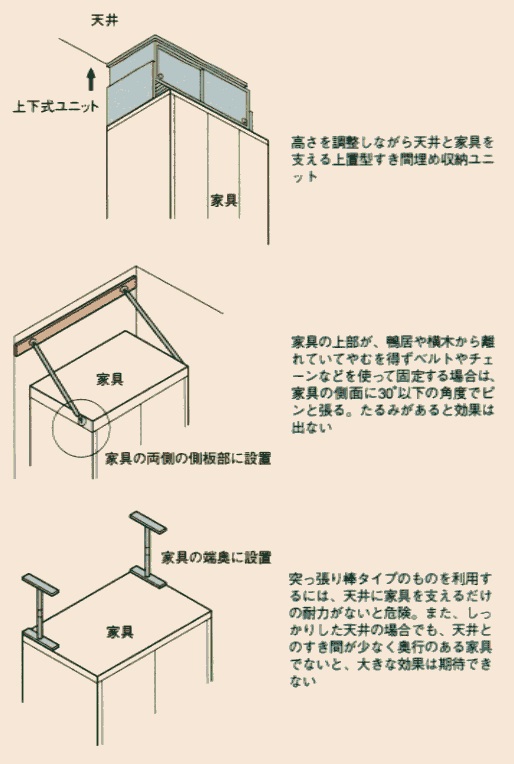 天井
上下式ユニット
家具
高さを調整しながら天井と家具を
支える上置型すき間埋め収納ユニ
ット
家具
家具の両側の側板部に設置
家具の上部が、鴨居や横木から離
れていてやむを得ずベルトやチェ
ーンなどを使って固定する場合は、
家具の側面に30°以下の角度でピ
ンと張る。たるみがあると効果は
出ない
家具の端奥に設置
家具
突っ張り棒タイプのものを利用す
るには、天井に家具を支えるだけ
の耐力がないと危険。また、しっ
かりした天井の場合でも、天井と
のすき間が少なく奥行のある家具
でないと、大きな効果は期待でき
ない